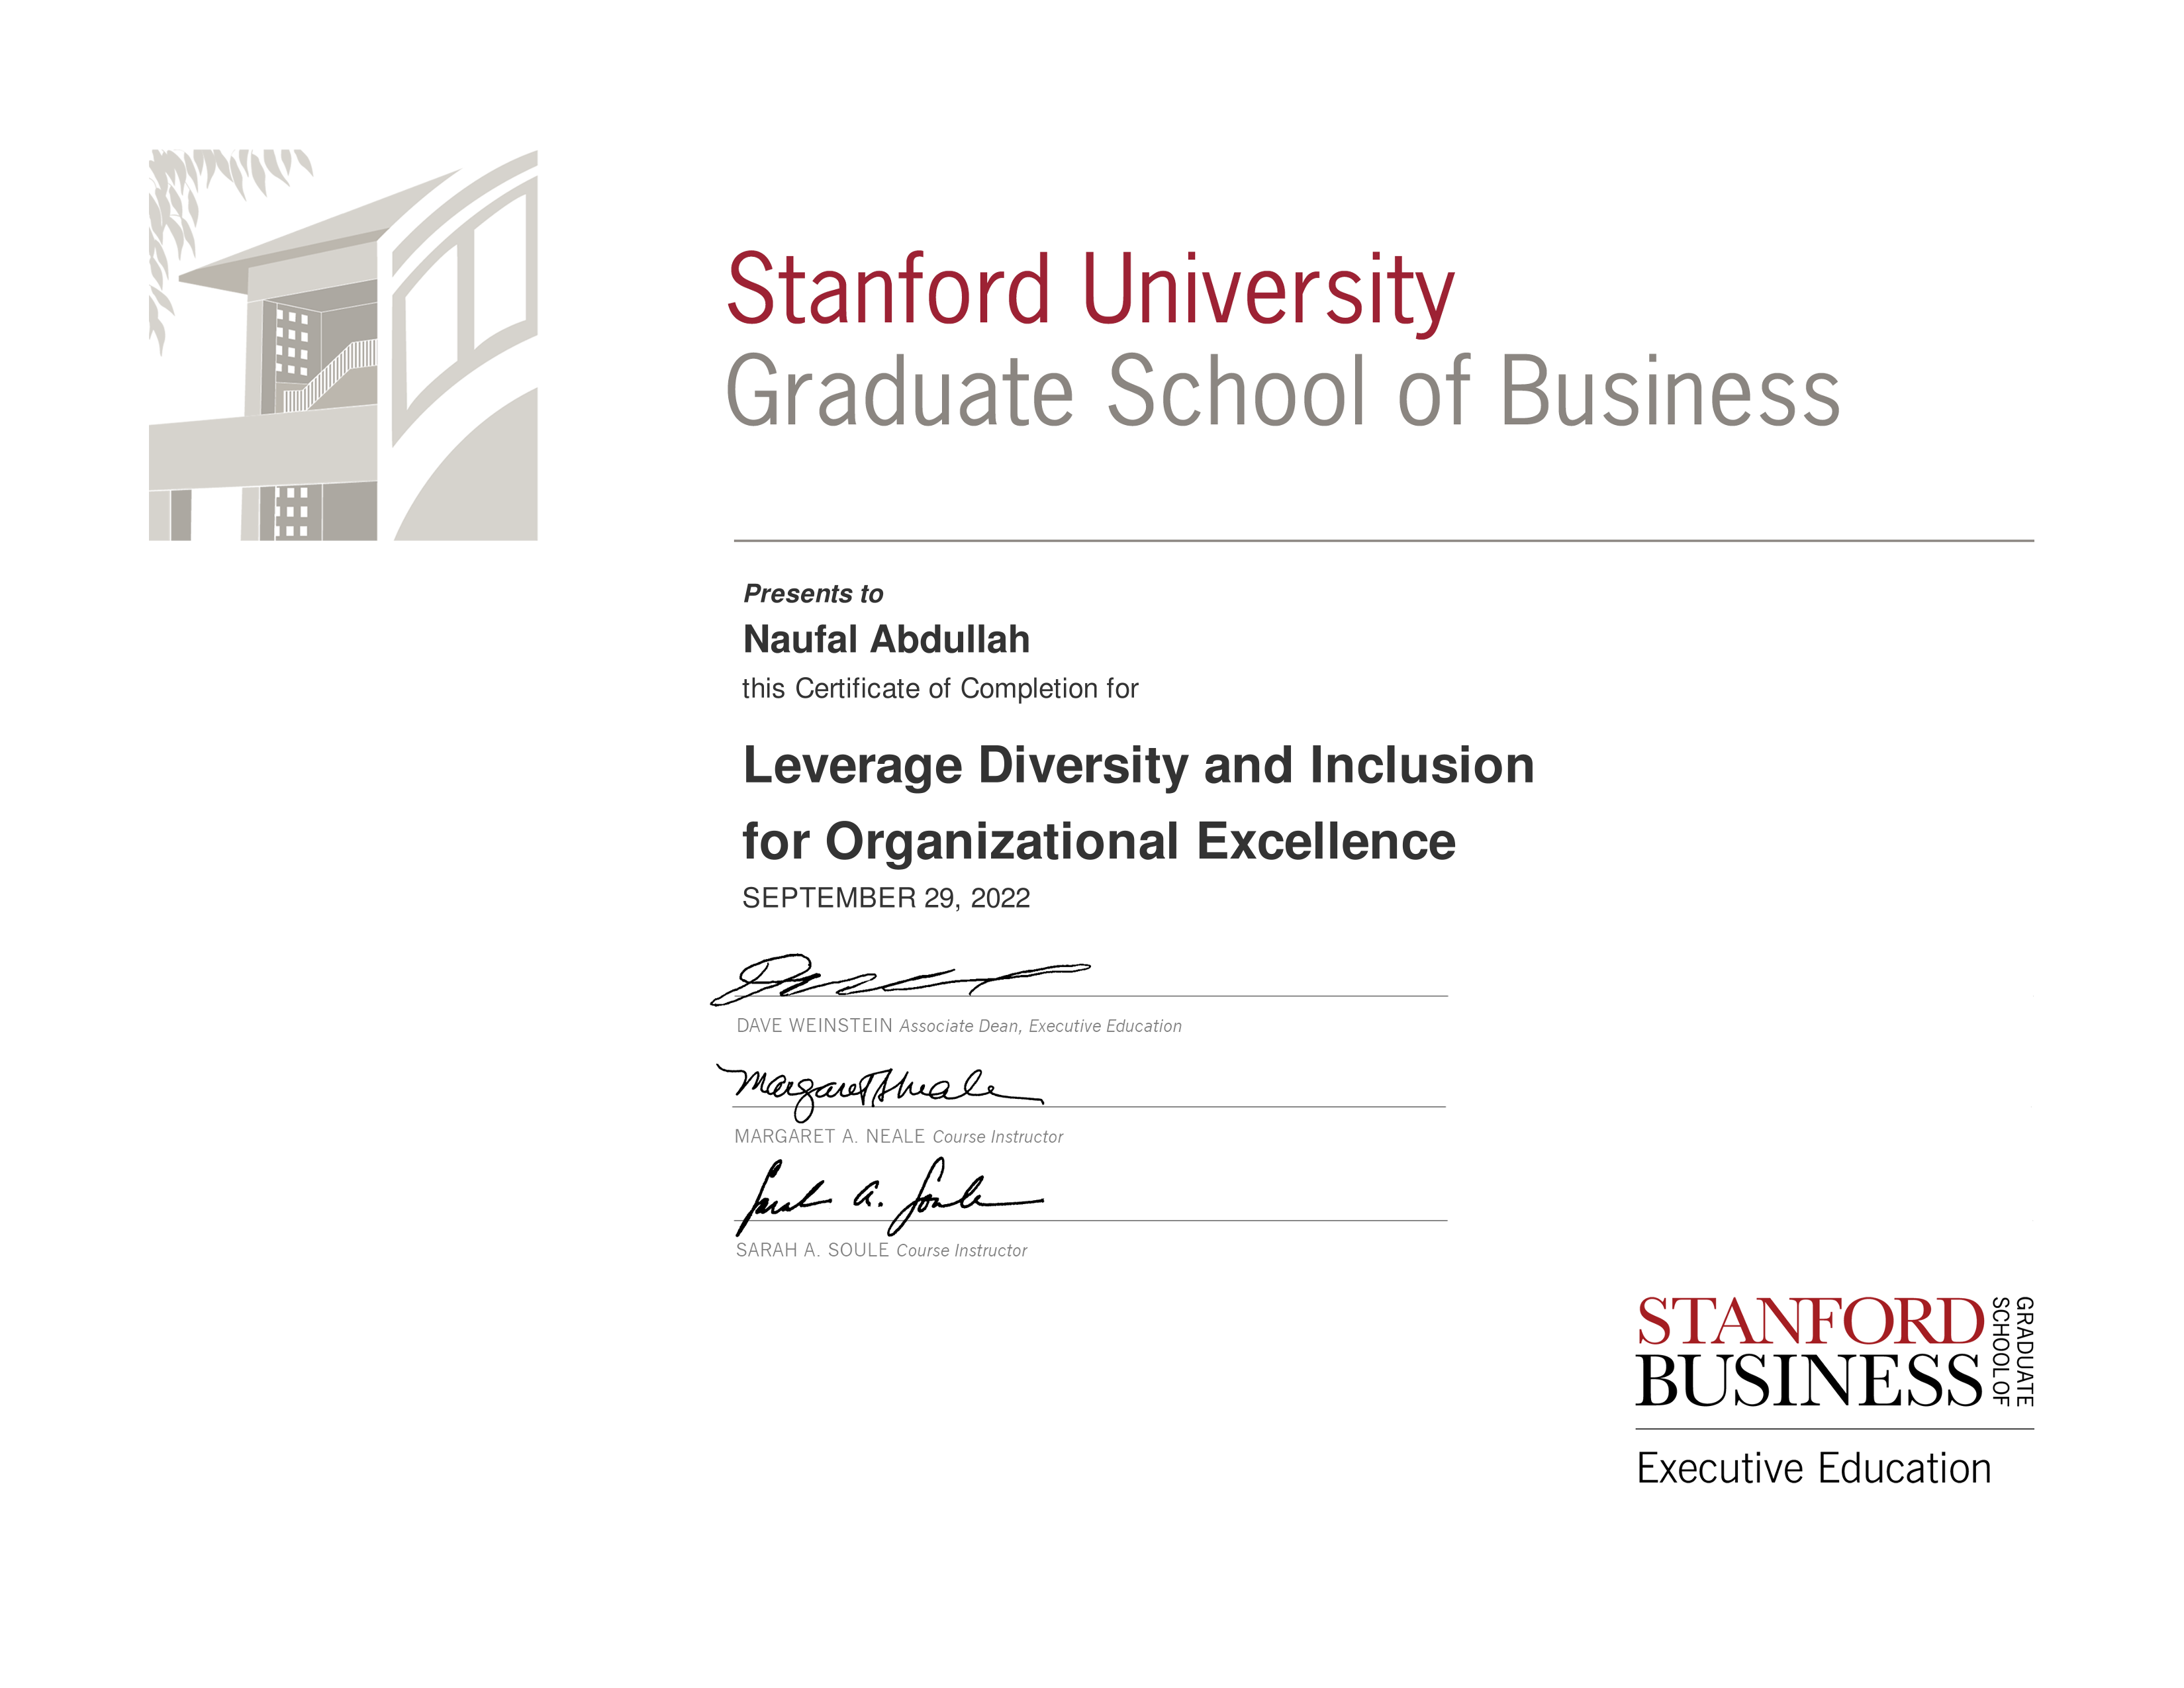 Stanford University
Graduate School of Business
Presents to
Naufal Abdullah
this Certificate of Completion for
Leverage Diversity and Inclusion
for Organizational Excellence
SEPTEMBER 29, 2022
DAVE WEINSTEIN Associate Dean, Executive Education
Margaret A Neale
MARGARET A. NEALE Course Instructor
Sarah A. Soule
SARAH A. SOULE Course Instructor
STANFORD
BUSINESS
GRADUATE
SCHOOL OF
Executive Education